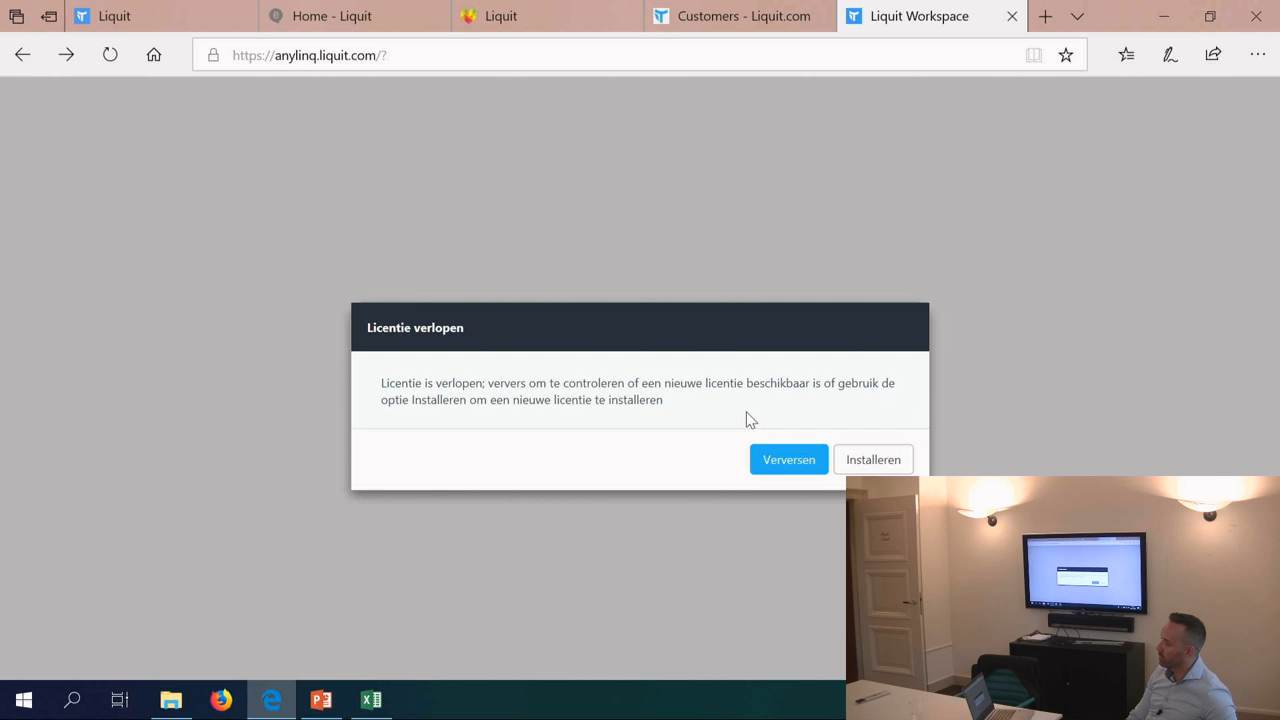 Liquit
Home - Liquit
Liquit
Customers - Liquit.com
Liquit Workspace
https://anylinq.liquit.com/?
Licentie verlopen
Licentie is verlopen; ververs om te controleren of een nieuwe licentie beschikbaar is of gebruik de
optie Installeren om een nieuwe licentie te installeren
Verversen
Installeren